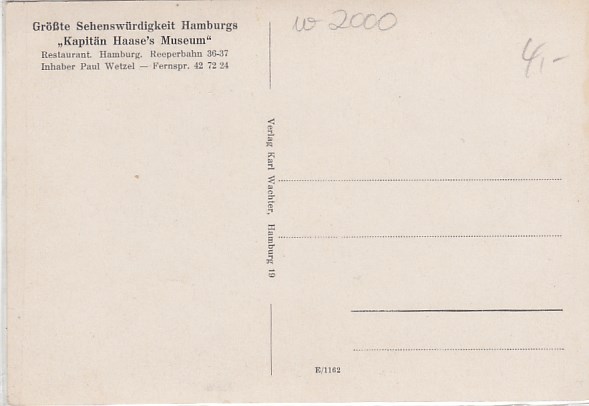 Größte Sehenswürdigkeit Hamburgs
„Kapitän Haase's Museum“
Restaurant. Hamburg. Reeperbahn 36-37
Inhaber Paul Wetzel — Fernspr. 42 72 24
w 2000
4,-
Verlag Karl Wachter, Hamburg 19
E/1162